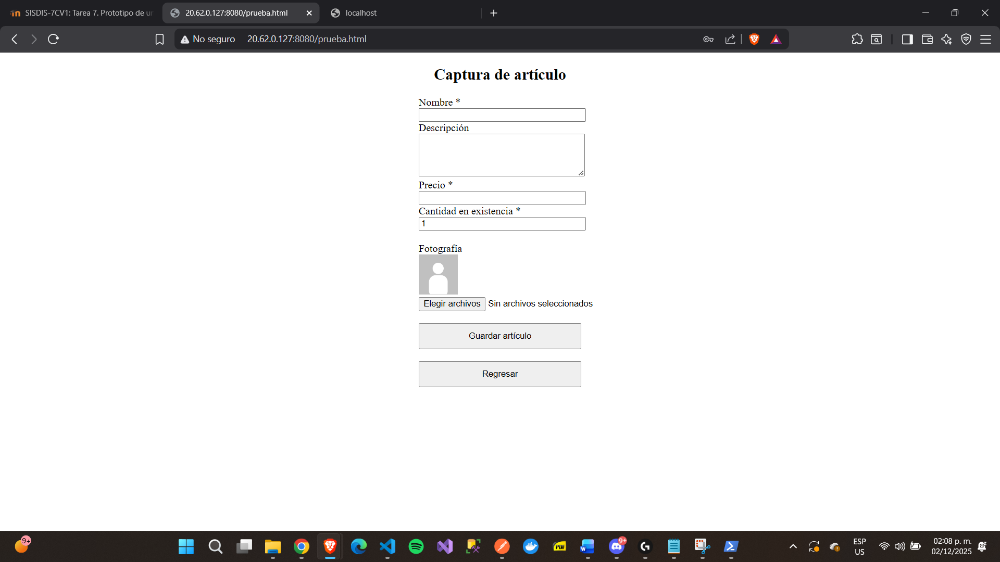 SISDIS-7CV1: Tarea 7. Prototipo de un
20.62.0.127:8080/prueba.html
localhost
No seguro
20.62.0.127:8080/prueba.html
Captura de artículo
Nombre *
Descripción
Precio *
Cantidad en existencia *
1
Fotografía
Elegir archivos Sin archivos seleccionados
Guardar artículo
Regresar
9+
PDF
W
9+
ESP
US
02:08 p. m.
02/12/2025